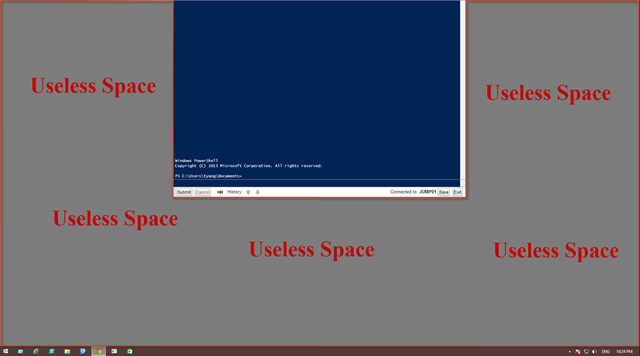 Useless Space
Useless Space
Windows PowerShell
Copyright (C) 2013 Microsoft Corporation. All rights reserved.
PS C:\Users\tyang\Documents>
Submit Cancel History Connected to: JUMP01 Save Exit
Useless Space
Useless Space
Useless Space
ENG 10:24 PM